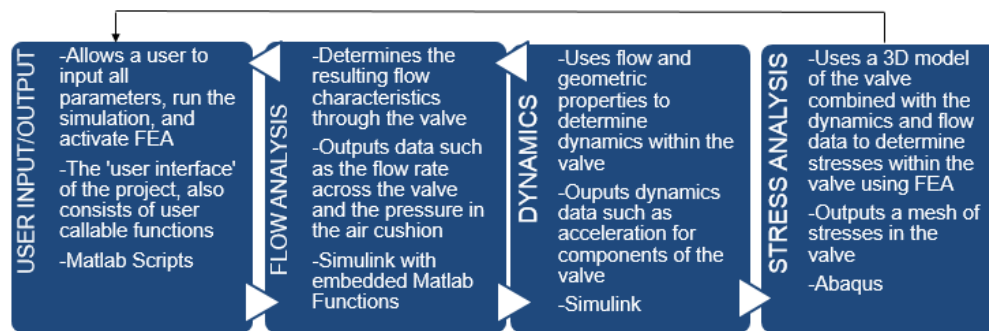 USER INPUT/OUTPUT
-Allows a user to
input all
parameters, run the
simulation, and
activate FEA
-The 'user interface'
of the project, also
consists of user
callable functions
-Matlab Scripts
FLOW ANALYSIS
-Determines the
resulting flow
characteristics
through the valve
-Outputs data such
as the flow rate
across the valve
and the pressure in
the air cushion
-Simulink with
embedded Matlab
Functions
DYNAMICS
-Uses flow and
geometric
properties to
determine
dynamics within
the valve
-Ouputs dynamics
data such as
acceleration for
components of the
valve
-Simulink
STRESS ANALYSIS
-Uses a 3D model
of the valve
combined with the
dynamics and flow
data to determine
stresses within the
valve using FEA
-Outputs a mesh of
stresses in the
valve
-Abaqus